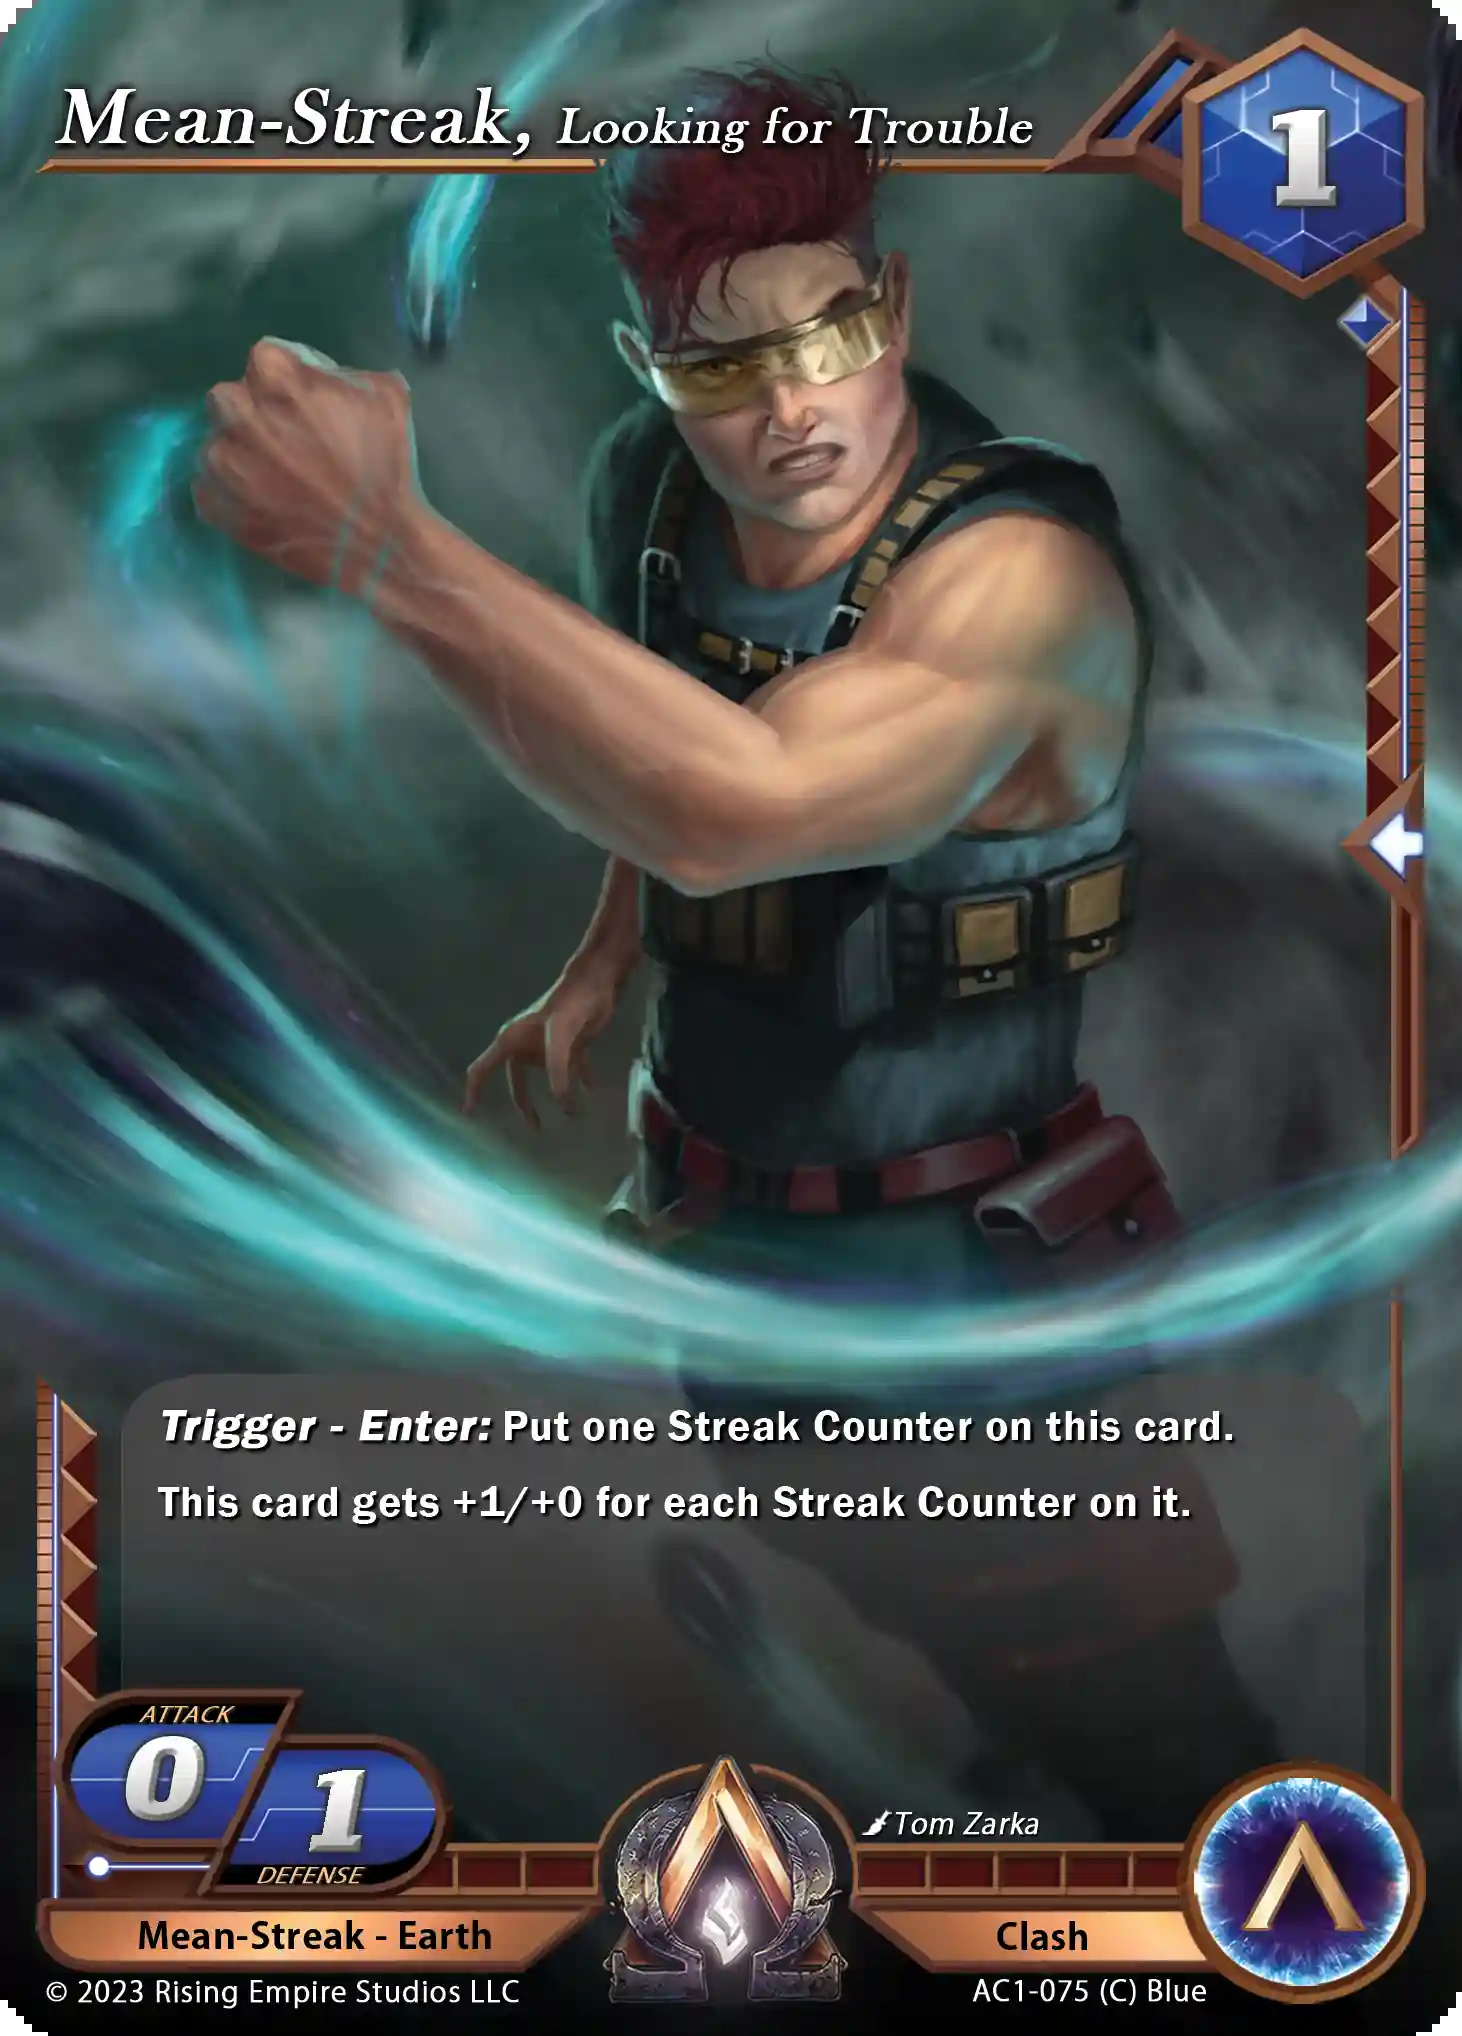 Mean-Streak, Looking for Trouble
1
Trigger - Enter: Put one Streak Counter on this card.
This card gets +1/+0 for each Streak Counter on it.
ATTACK
0
1
DEFENSE
Tom Zarka
Mean-Streak - Earth
Clash
© 2023 Rising Empire Studios LLC
AC1-075 (C) Blue